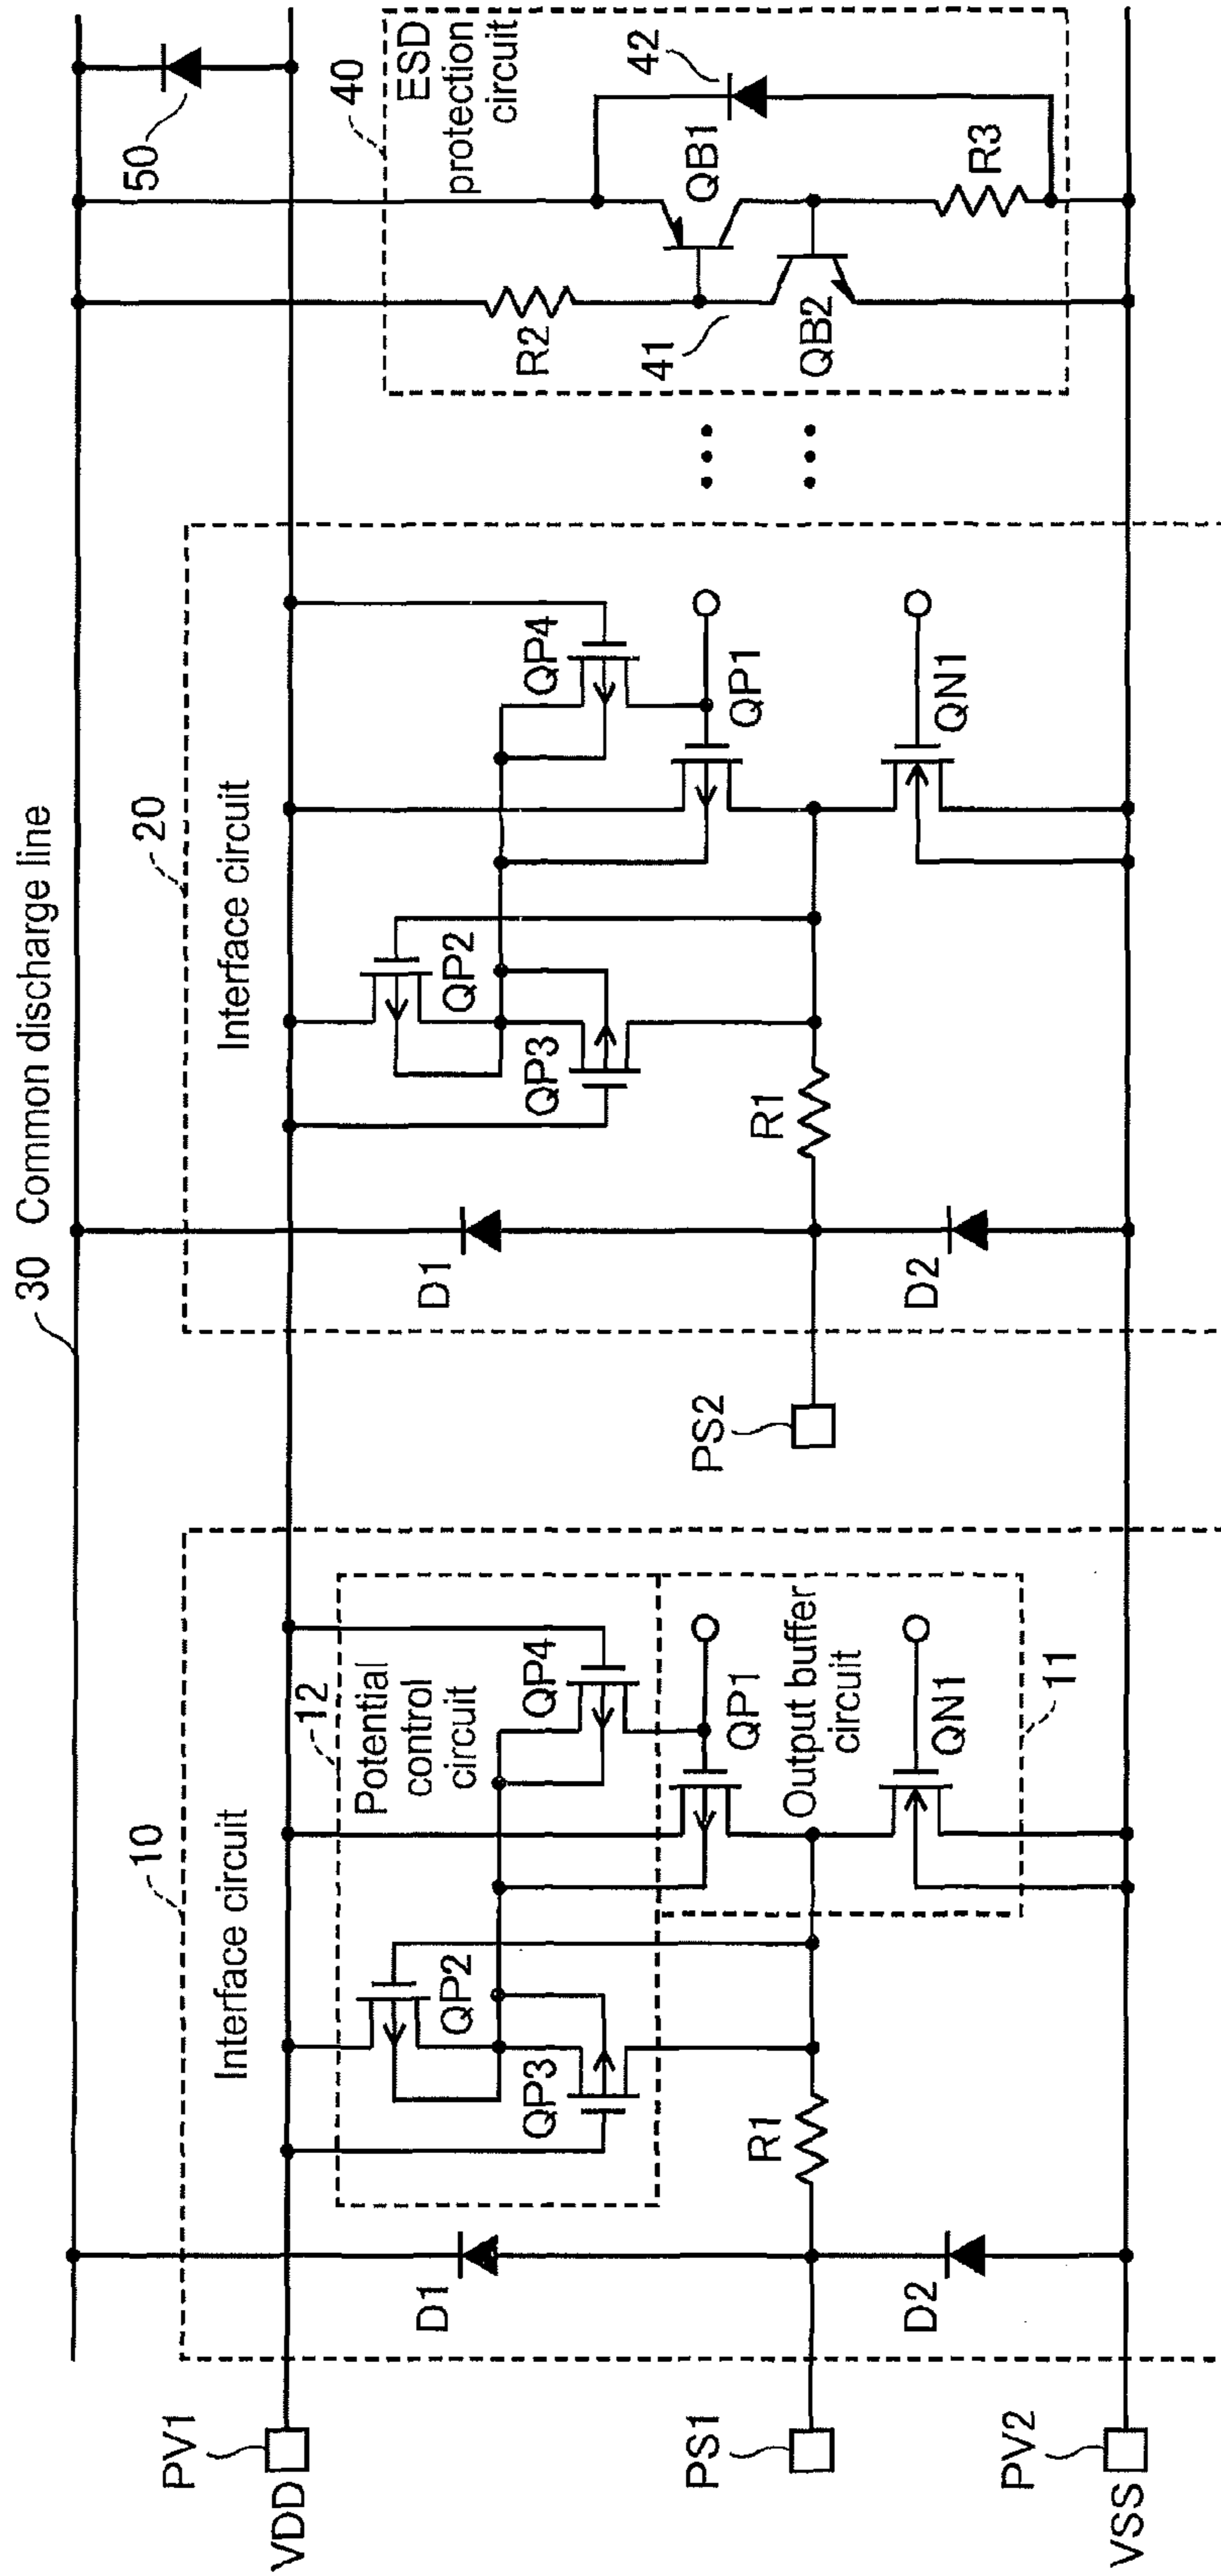 30 Common discharge line
50
40
ESD
protection
circuit
42
QB1
R3
R2
41
QB2
20
Interface circuit
QP4
QP2
QP3
QP1
QN1
R1
D1
D2
PS2
10
Interface circuit
12
Potential
control
circuit
QP4
QP2
QP3
QP1
Output buffer
circuit
QN1
11
R1
D1
D2
PV1
VDD
PS1
PV2
VSS